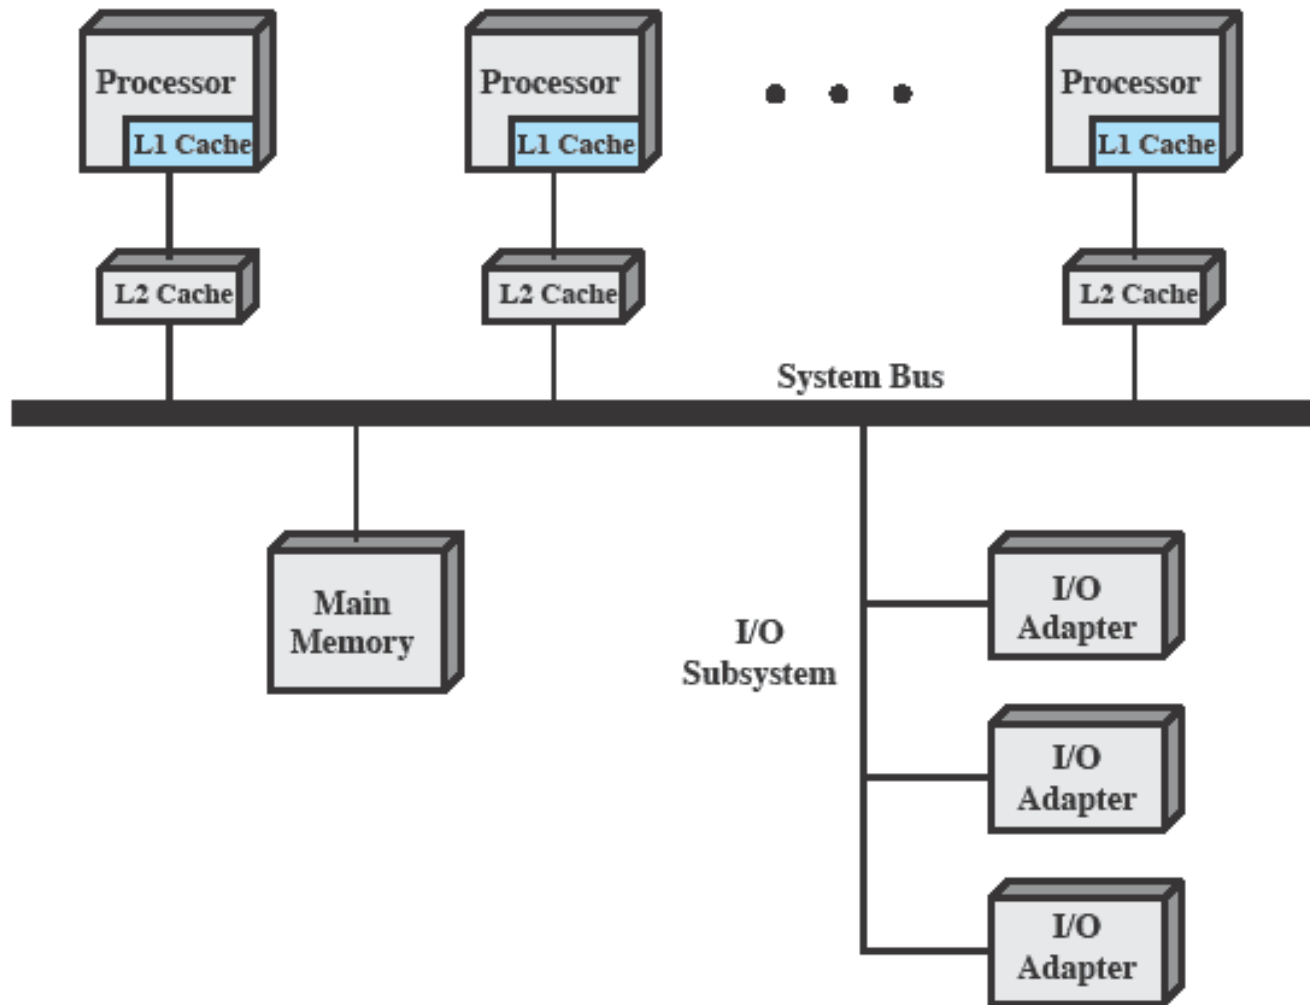 Processor
L1 Cache
Processor
L1 Cache
Processor
L1 Cache
L2 Cache
L2 Cache
L2 Cache
System Bus
Main
Memory
I/O
Subsystem
I/O
Adapter
I/O
Adapter
I/O
Adapter